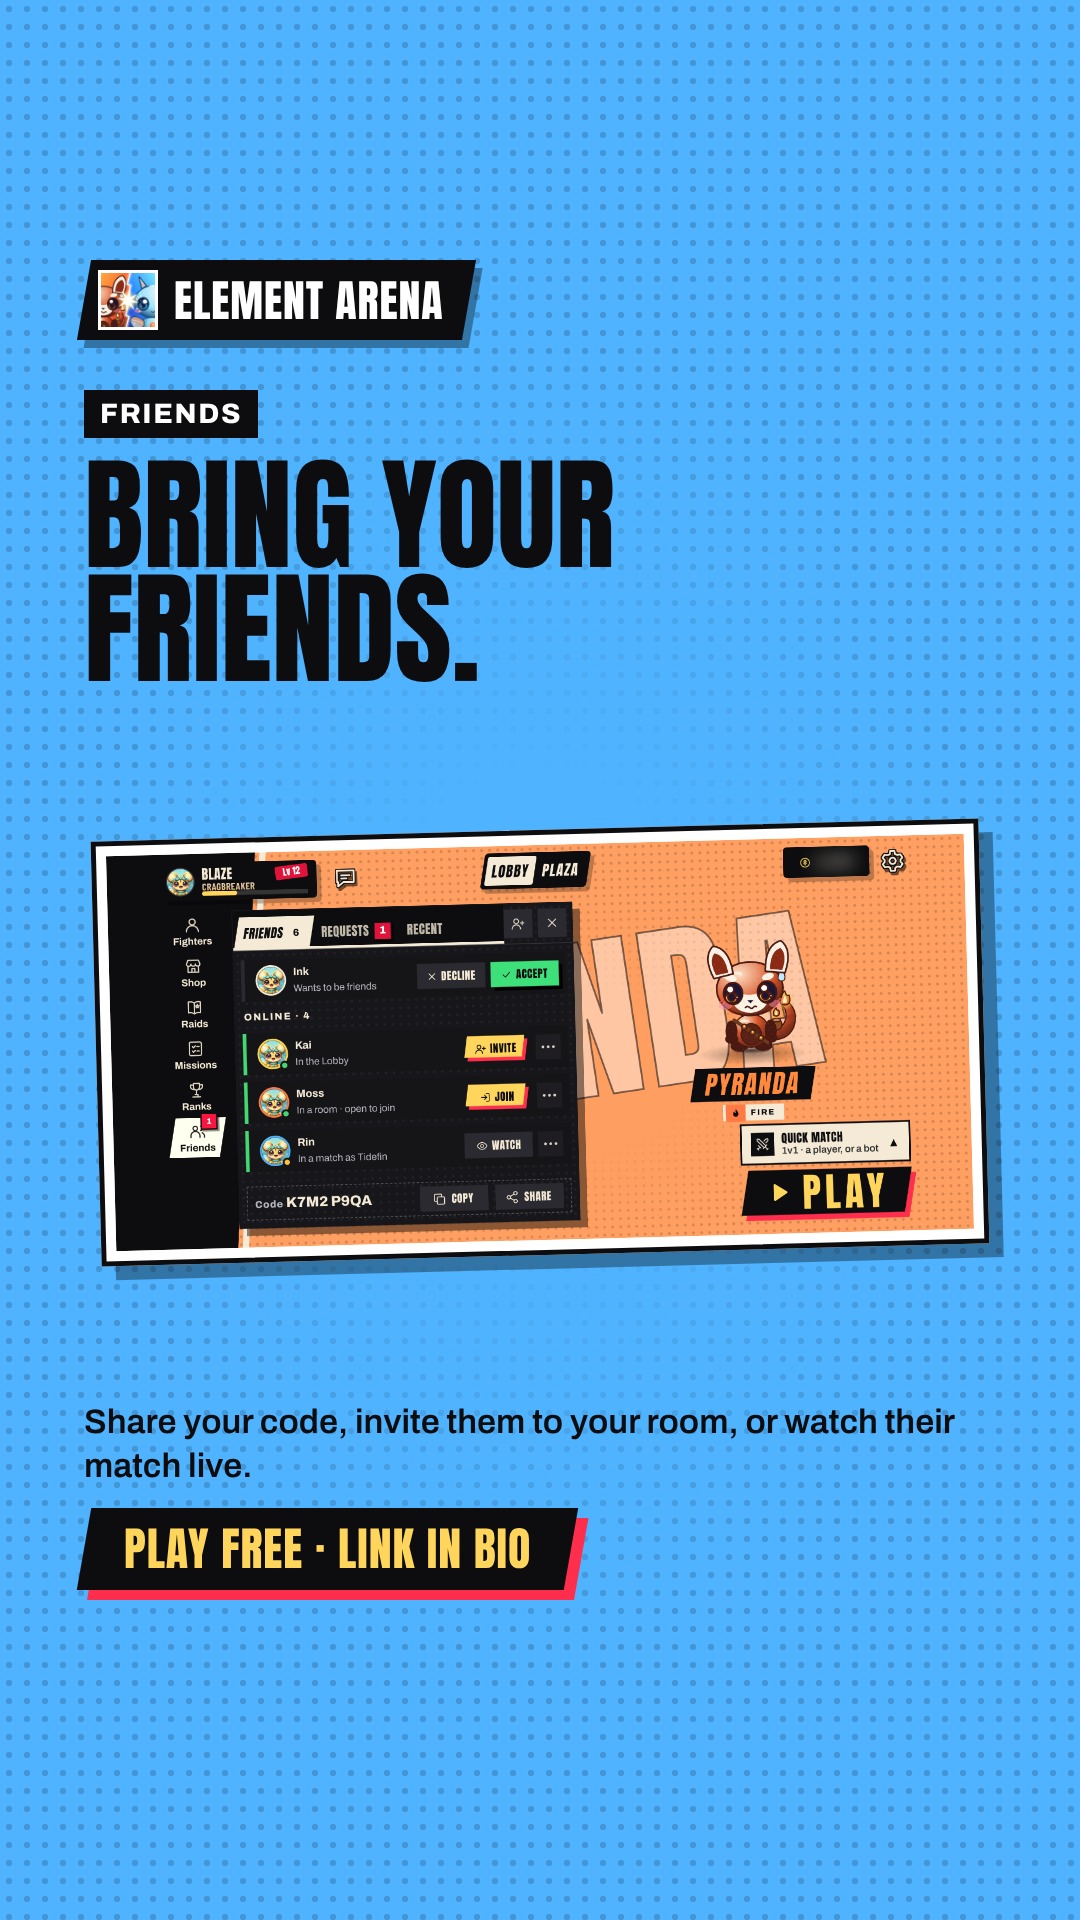 ELEMENT ARENA
FRIENDS
BRING YOUR
FRIENDS.
BLAZE
Lv 12
CRAGBREAKER
LOBBY PLAZA
Fighters
Shop
Raids
Missions
Ranks
1
Friends
FRIENDS 6 REQUESTS 1 RECENT
Ink
Wants to be friends
DECLINE ACCEPT
ONLINE · 4
Kai
In the Lobby
INVITE
Moss
In a room · open to join
JOIN
Rin
In a match as Tidefin
WATCH
Code K7M2 P9QA
COPY SHARE
NDA
PYRANDA
FIRE
QUICK MATCH
1v1 · a player, or a bot
PLAY
Share your code, invite them to your room, or watch their
match live.
PLAY FREE · LINK IN BIO